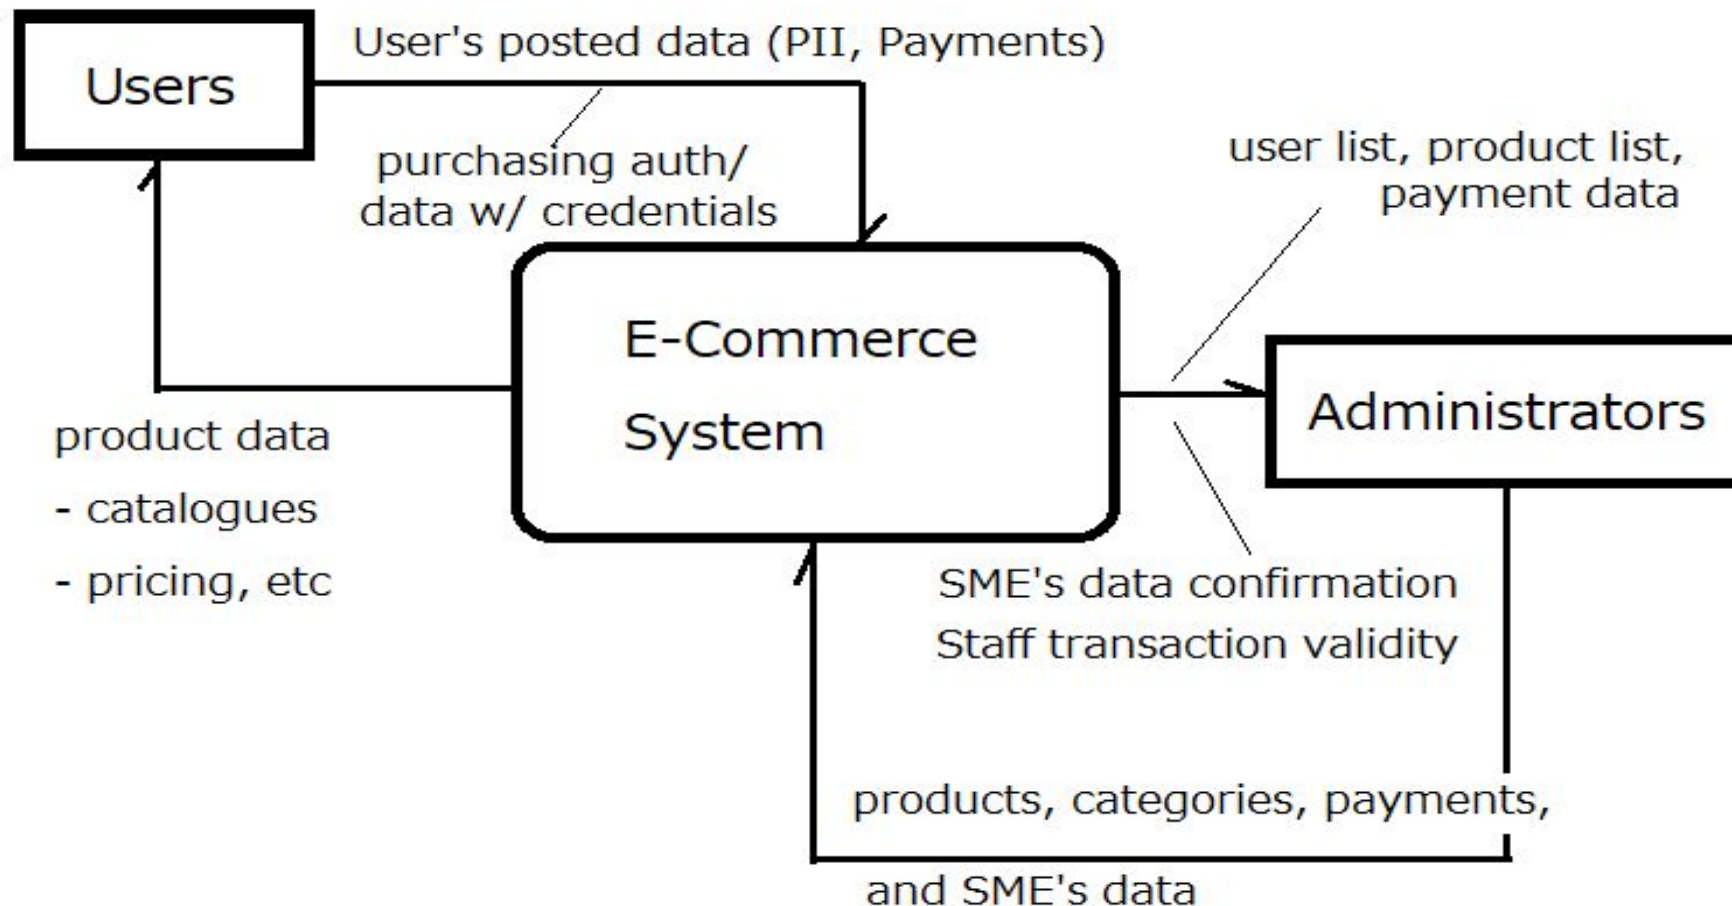 User's posted data (PII, Payments)
Users
purchasing auth/
data w/ credentials
user list, product list,
payment data
E-Commerce
System
Administrators
product data
- catalogues
- pricing, etc
SME's data confirmation
Staff transaction validity
products, categories, payments,
and SME's data